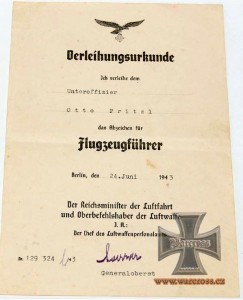 Verleihungsurkunde
Ich verleihe dem
Unteroffizier
Otto Pritzl
das Abzeichen für
Flugzeugführer
Berlin, den 24. Juni 1943
Der Reichsminister der Luftfahrt
und Oberbefehlshaber der Luftwaffe
J. A.:
Der Chef des Luftwaffenpersonalamts
Nr. 129 324 /43
Generaloberst
www.warcross.cz